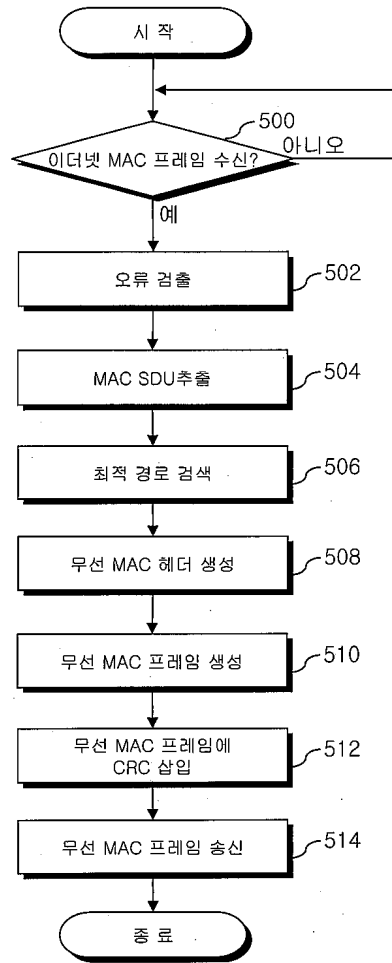 시 작
500
이더넷 MAC 프레임 수신?
아니오
예
오류 검출
502
MAC SDU추출
504
최적 경로 검색
506
무선 MAC 헤더 생성
508
무선 MAC 프레임 생성
510
무선 MAC 프레임에
CRC 삽입
512
무선 MAC 프레임 송신
514
종 료